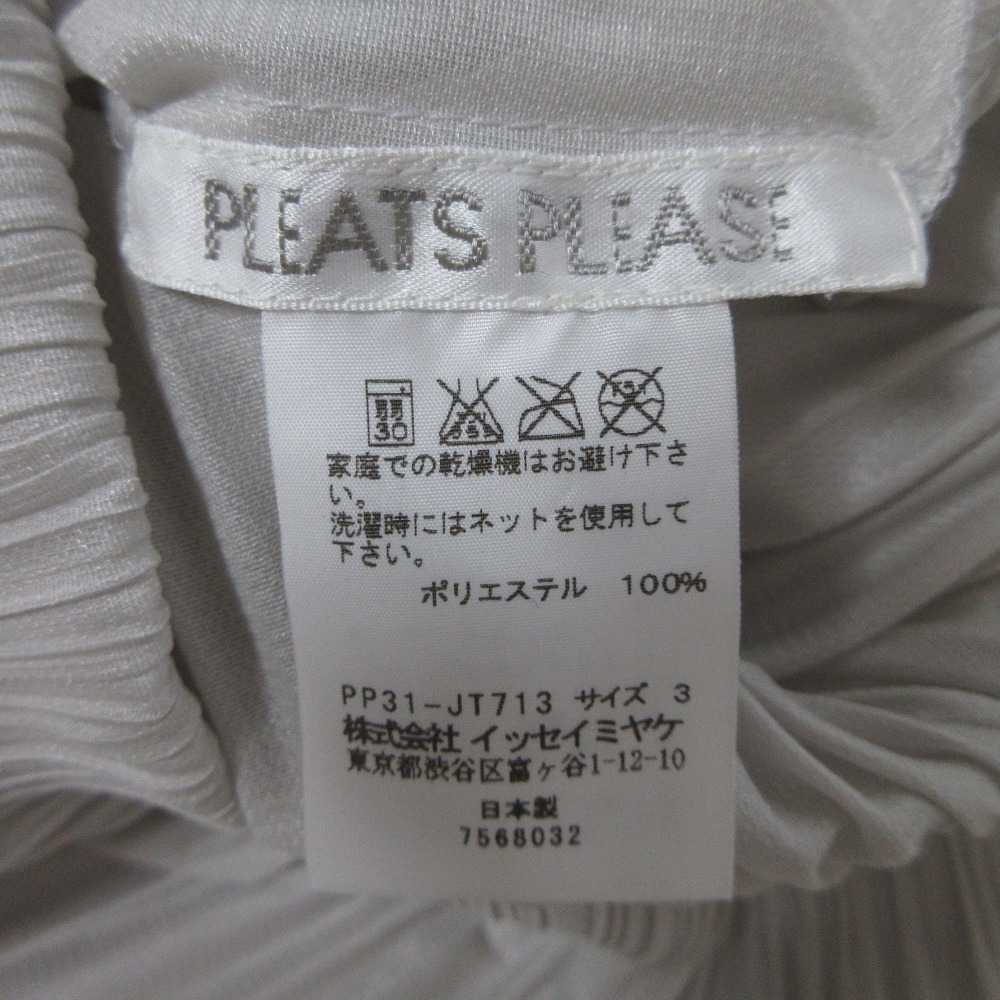 PLEATS PLEASE
弱 30
家庭での乾燥機はお避け下さ
い。
洗濯時にはネットを使用して
下さい。
ポリエステル 100%
PP31-JT713 サイズ 3
株式会社 イッセイミヤケ
東京都渋谷区富ヶ谷1-12-10
日本製
7568032